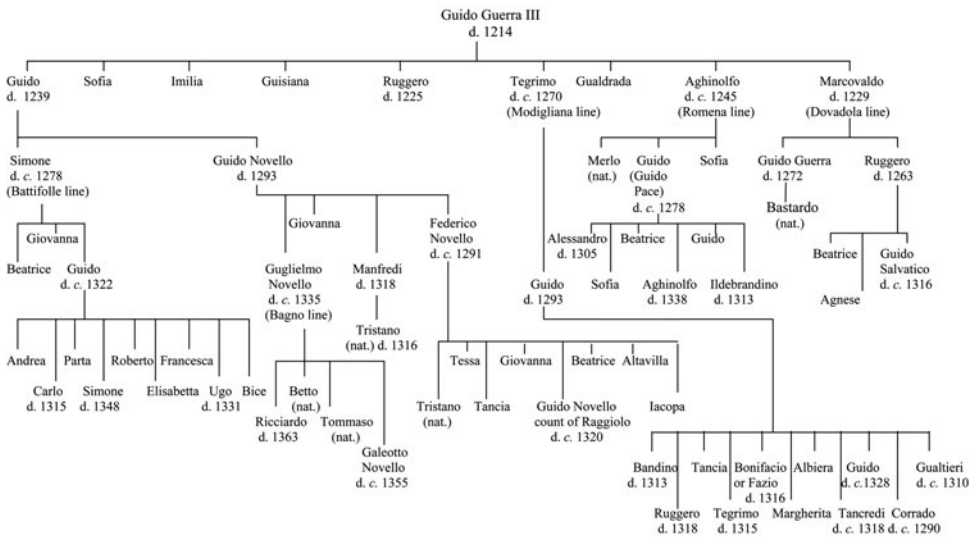 Guido Guerra III
d. 1214
Guido
d. 1239
Sofia
Imilia
Guisiana
Ruggero
d. 1225
Tegrimo
d. c. 1270
(Modigliana line)
Gualdrada
Aghinolfo
d. c. 1245
(Romena line)
Marcovaldo
d. 1229
(Dovadola line)
Simone
d. c. 1278
(Battifolle line)
Guido Novello
d. 1293
Merlo
(nat.)
Guido
(Guido
Pace)
d. c. 1278
Sofia
Guido Guerra
d. 1272
Ruggero
d. 1263
Bastardo
(nat.)
Giovanna
Beatrice
Guido
d. c. 1322
Giovanna
Guglielmo
Novello
d. c. 1335
(Bagno line)
Manfredi
d. 1318
Federico
Novello
d. c. 1291
Tristano
(nat.) d. 1316
Guido
d. 1293
Alessandro
d. 1305
Beatrice
Guido
Sofia
Aghinolfo
d. 1338
Ildebrandino
d. 1313
Beatrice
Agnese
Guido
Salvatico
d. c. 1316
Andrea
Parta
Roberto
Francesca
Bice
Carlo
d. 1315
Simone
d. 1348
Elisabetta
Ugo
d. 1331
Betto
(nat.)
Ricciardo
d. 1363
Tommaso
(nat.)
Galeotto
Novello
d. c. 1355
Tessa
Giovanna
Beatrice
Altavilla
Tristano
(nat.)
Tancia
Guido Novello
count of Raggiolo
d. c. 1320
Iacopa
Bandino
d. 1313
Tancia
Bonifacio
or Fazio
d. 1316
Albiera
Guido
d. c.1328
Gualtieri
d. c. 1310
Ruggero
d. 1318
Tegrimo
d. 1315
Margherita
Tancredi
d. c. 1318
Corrado
d. c. 1290